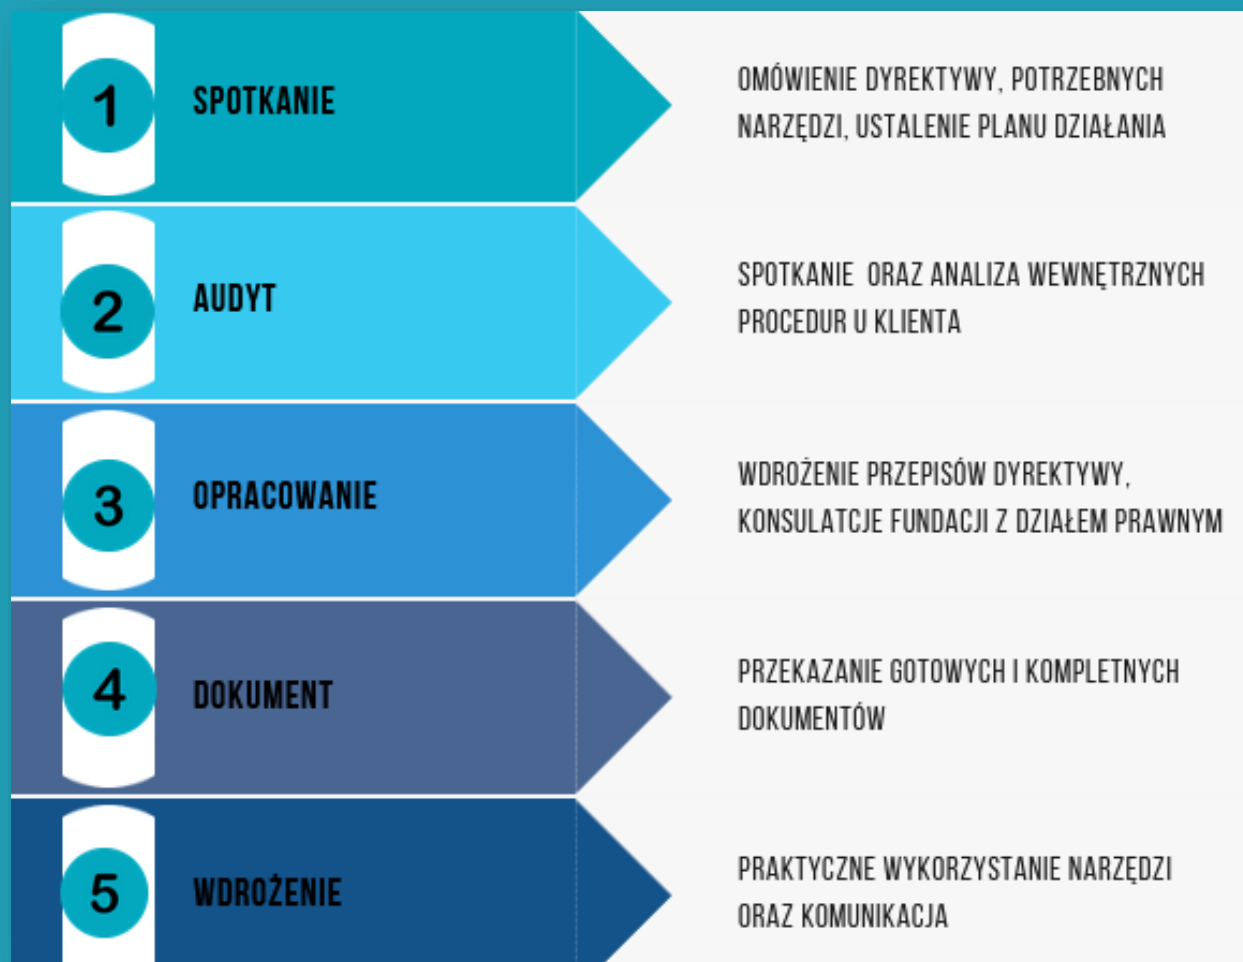 1
SPOTKANIE
OMÓWIENIE DYREKTYWY, POTRZEBNYCH
NARZĘDZI, USTALENIE PLANU DZIAŁANIA
2
AUDYT
SPOTKANIE ORAZ ANALIZA WEWNĘTRZNYCH
PROCEDUR U KLIENTA
3
OPRACOWANIE
WDROŻENIE PRZEPISÓW DYREKTYWY,
KONSULATCJE FUNDACJI Z DZIAŁEM PRAWNYM
4
DOKUMENT
PRZEKAZANIE GOTOWYCH I KOMPLETNYCH
DOKUMENTÓW
5
WDROŻENIE
PRAKTYCZNE WYKORZYSTANIE NARZĘDZI
ORAZ KOMUNIKACJA